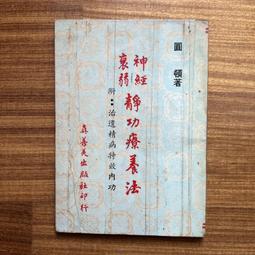 圓頓著
神經衰弱靜功療養法
附：治遺精病特效內功
真善美出版社印行